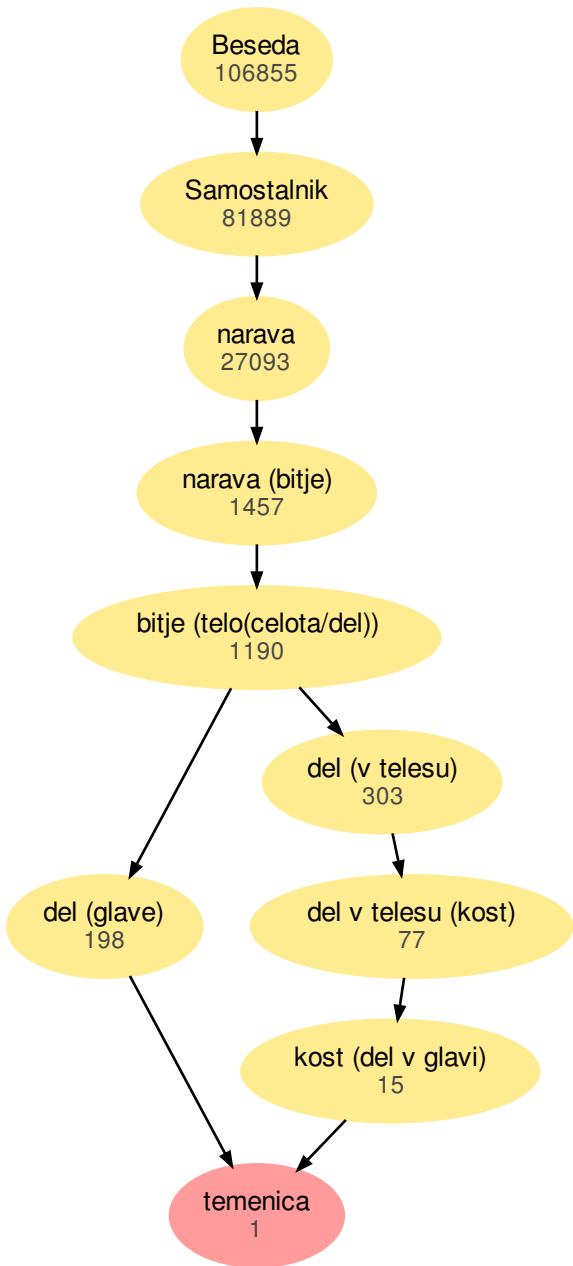 Beseda
106855
Samostalnik
81889
narava
27093
narava (bitje)
1457
bitje (telo(celota/del))
1190
del (v telesu)
303
del (glave)
198
del v telesu (kost)
77
kost (del v glavi)
15
temenica
1